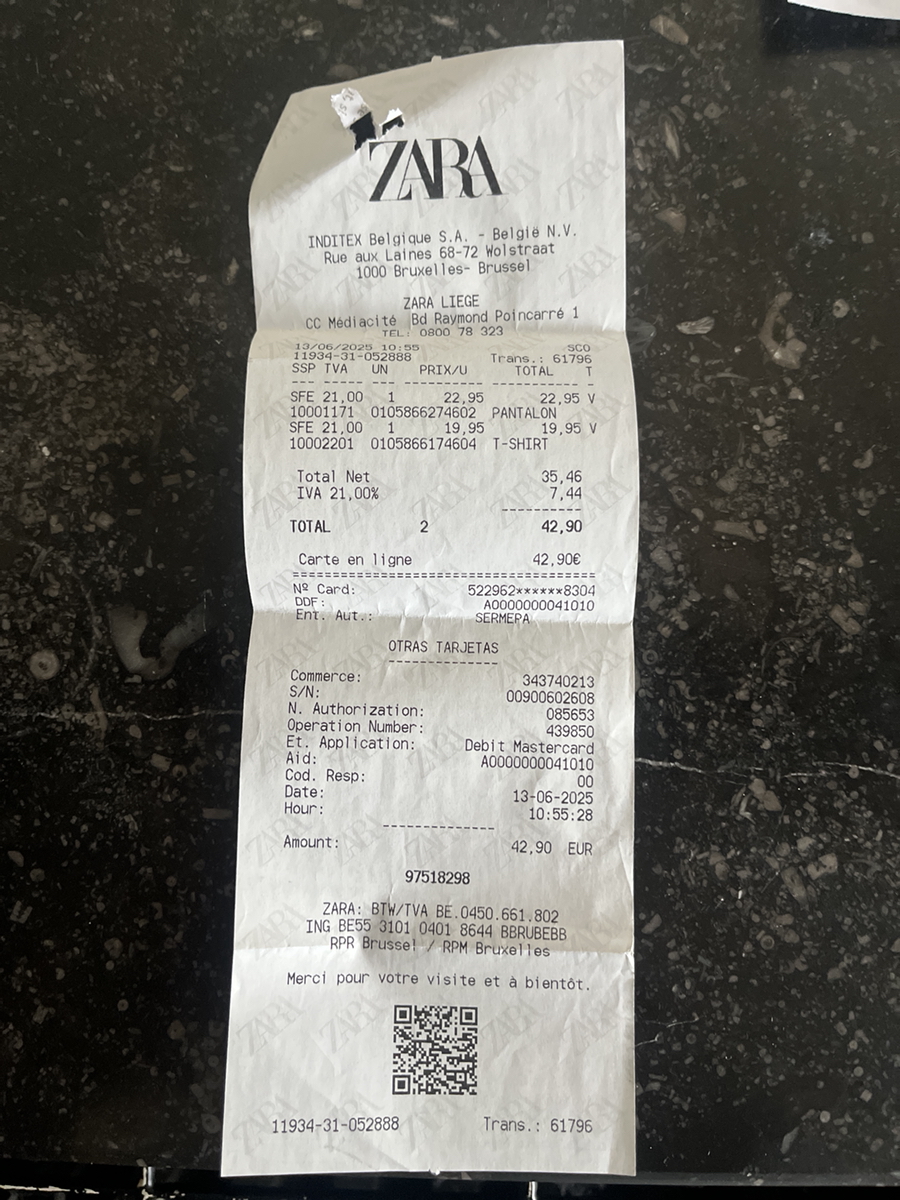 ZARA
INDITEX Belgique S.A. - België N.V.
Rue aux Laines 68-72 Wolstraat
1000 Bruxelles- Brussel
ZARA LIEGE
CC Médiacité Bd Raymond Poincarré 1
TEL: 0800 78 323
13/06/2025 10:55 SCO
11934-31-052888 Trans.: 61796
SSP TVA UN PRIX/U TOTAL T
SFE 21,00 1 22,95 22,95 V
10001171 0105866274602 PANTALON
SFE 21,00 1 19,95 19,95 V
10002201 0105866174604 T-SHIRT
Total Net 35,46
IVA 21,00% 7,44
TOTAL 2 42,90
Carte en ligne 42,90€
Nº Card: 522962******8304
DDF: A0000000041010
Ent. Aut.: SERMEPA
OTRAS TARJETAS
Commerce: 343740213
S/N: 00900602608
N. Authorization: 085653
Operation Number: 439850
Et. Application: Debit Mastercard
Aid: A0000000041010
Cod. Resp: 00
Date: 13-06-2025
Hour: 10:55:28
Amount: 42,90 EUR
97518298
ZARA: BTW/TVA BE.0450.661.802
ING BE55 3101 0401 8644 BBRUBEBB
RPR Brussel / RPM Bruxelles
Merci pour votre visite et à bientôt.
11934-31-052888 Trans.: 61796